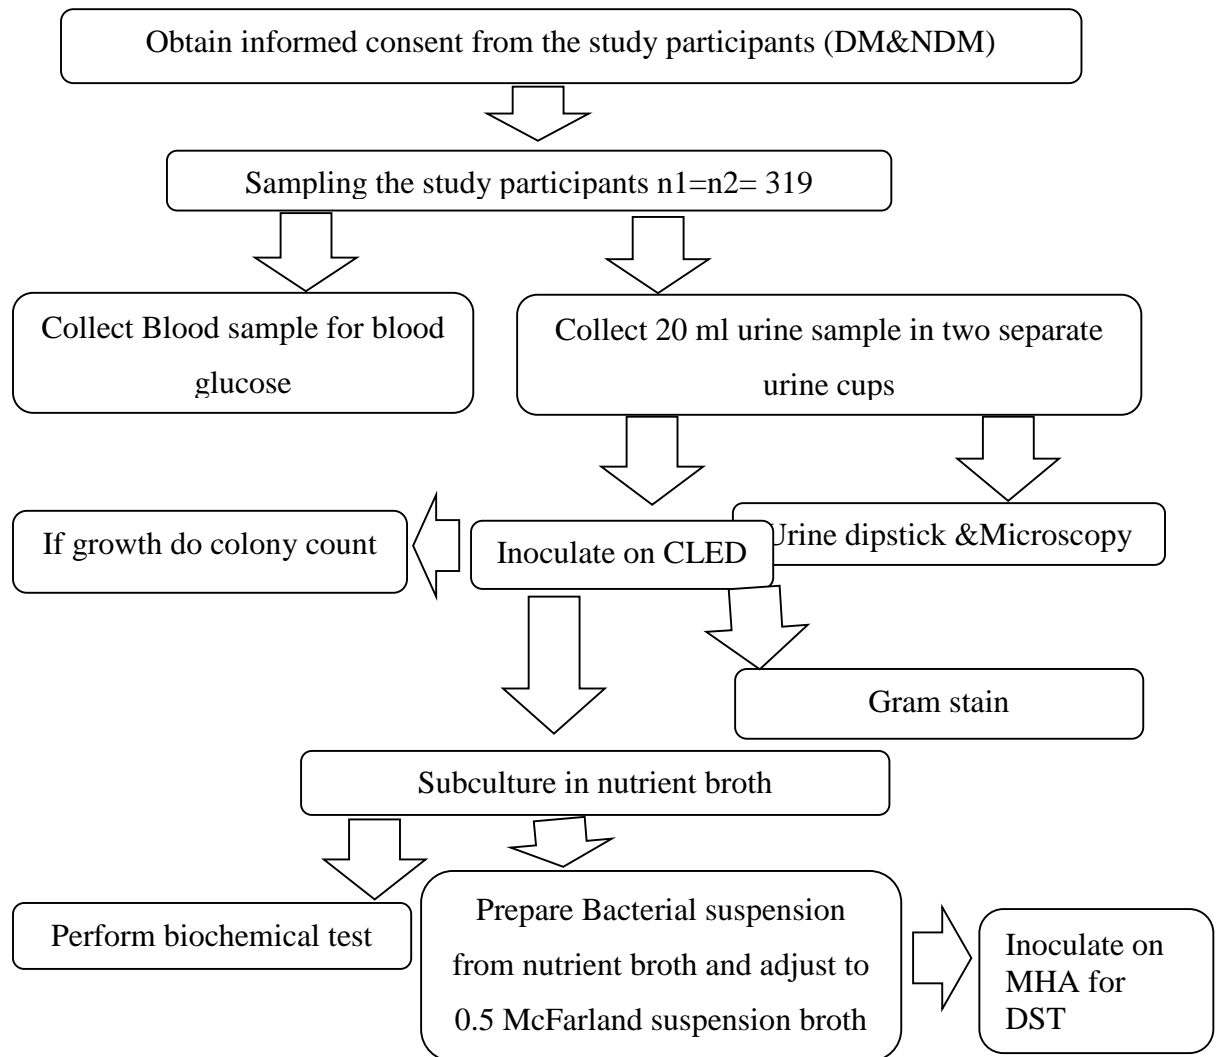 Obtain informed consent from the study participants (DM&NDM)
Sampling the study participants n1=n2= 319
Collect Blood sample for blood
glucose
Collect 20 ml urine sample in two separate
urine cups
If growth do colony count
Inoculate on CLED
Urine dipstick &Microscopy
Gram stain
Subculture in nutrient broth
Perform biochemical test
Prepare Bacterial suspension
from nutrient broth and adjust to
0.5 McFarland suspension broth
Inoculate on
MHA for
DST